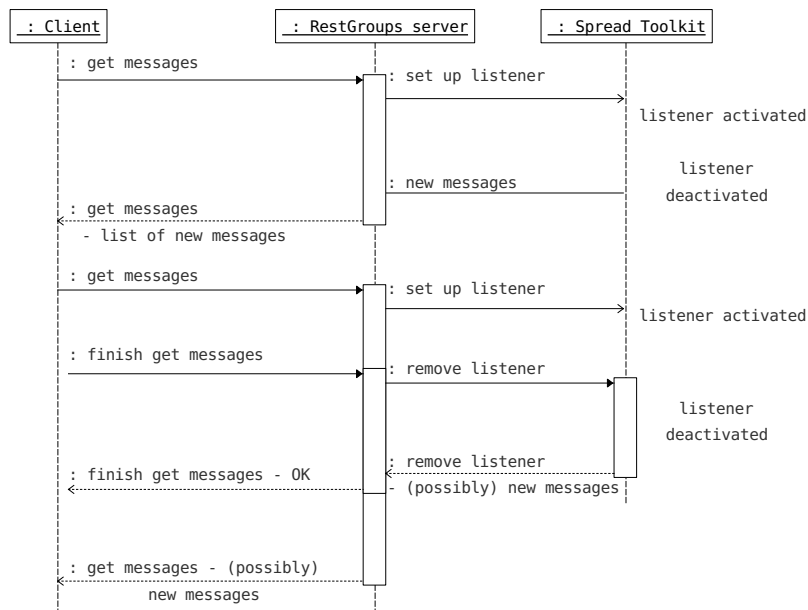 : Client
: RestGroups server
: Spread Toolkit
: get messages
: set up listener
listener activated
: new messages
listener
deactivated
: get messages
- list of new messages
: get messages
: set up listener
listener activated
: finish get messages
: remove listener
listener
deactivated
: remove listener
- (possibly) new messages
: finish get messages - OK
: get messages - (possibly)
new messages